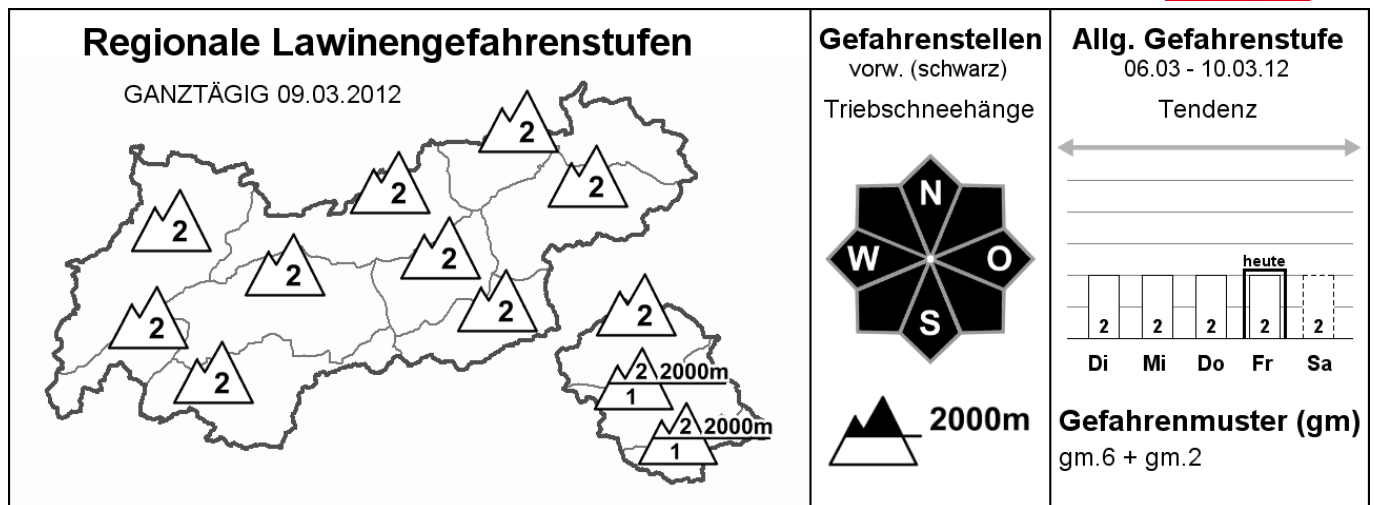 Regionale Lawinengefahrenstufen
GANZTÄGIG 09.03.2012
2
2
2
2
2
2
2
2
2
2
2 2000m
1
2 2000m
1
Gefahrenstellen
vorw. (schwarz)
Triebschneehänge
N
W O
S
2000m
Allg. Gefahrenstufe
06.03 - 10.03.12
Tendenz
heute
2 2 2 2 2
Di Mi Do Fr Sa
Gefahrenmuster (gm)
gm.6 + gm.2